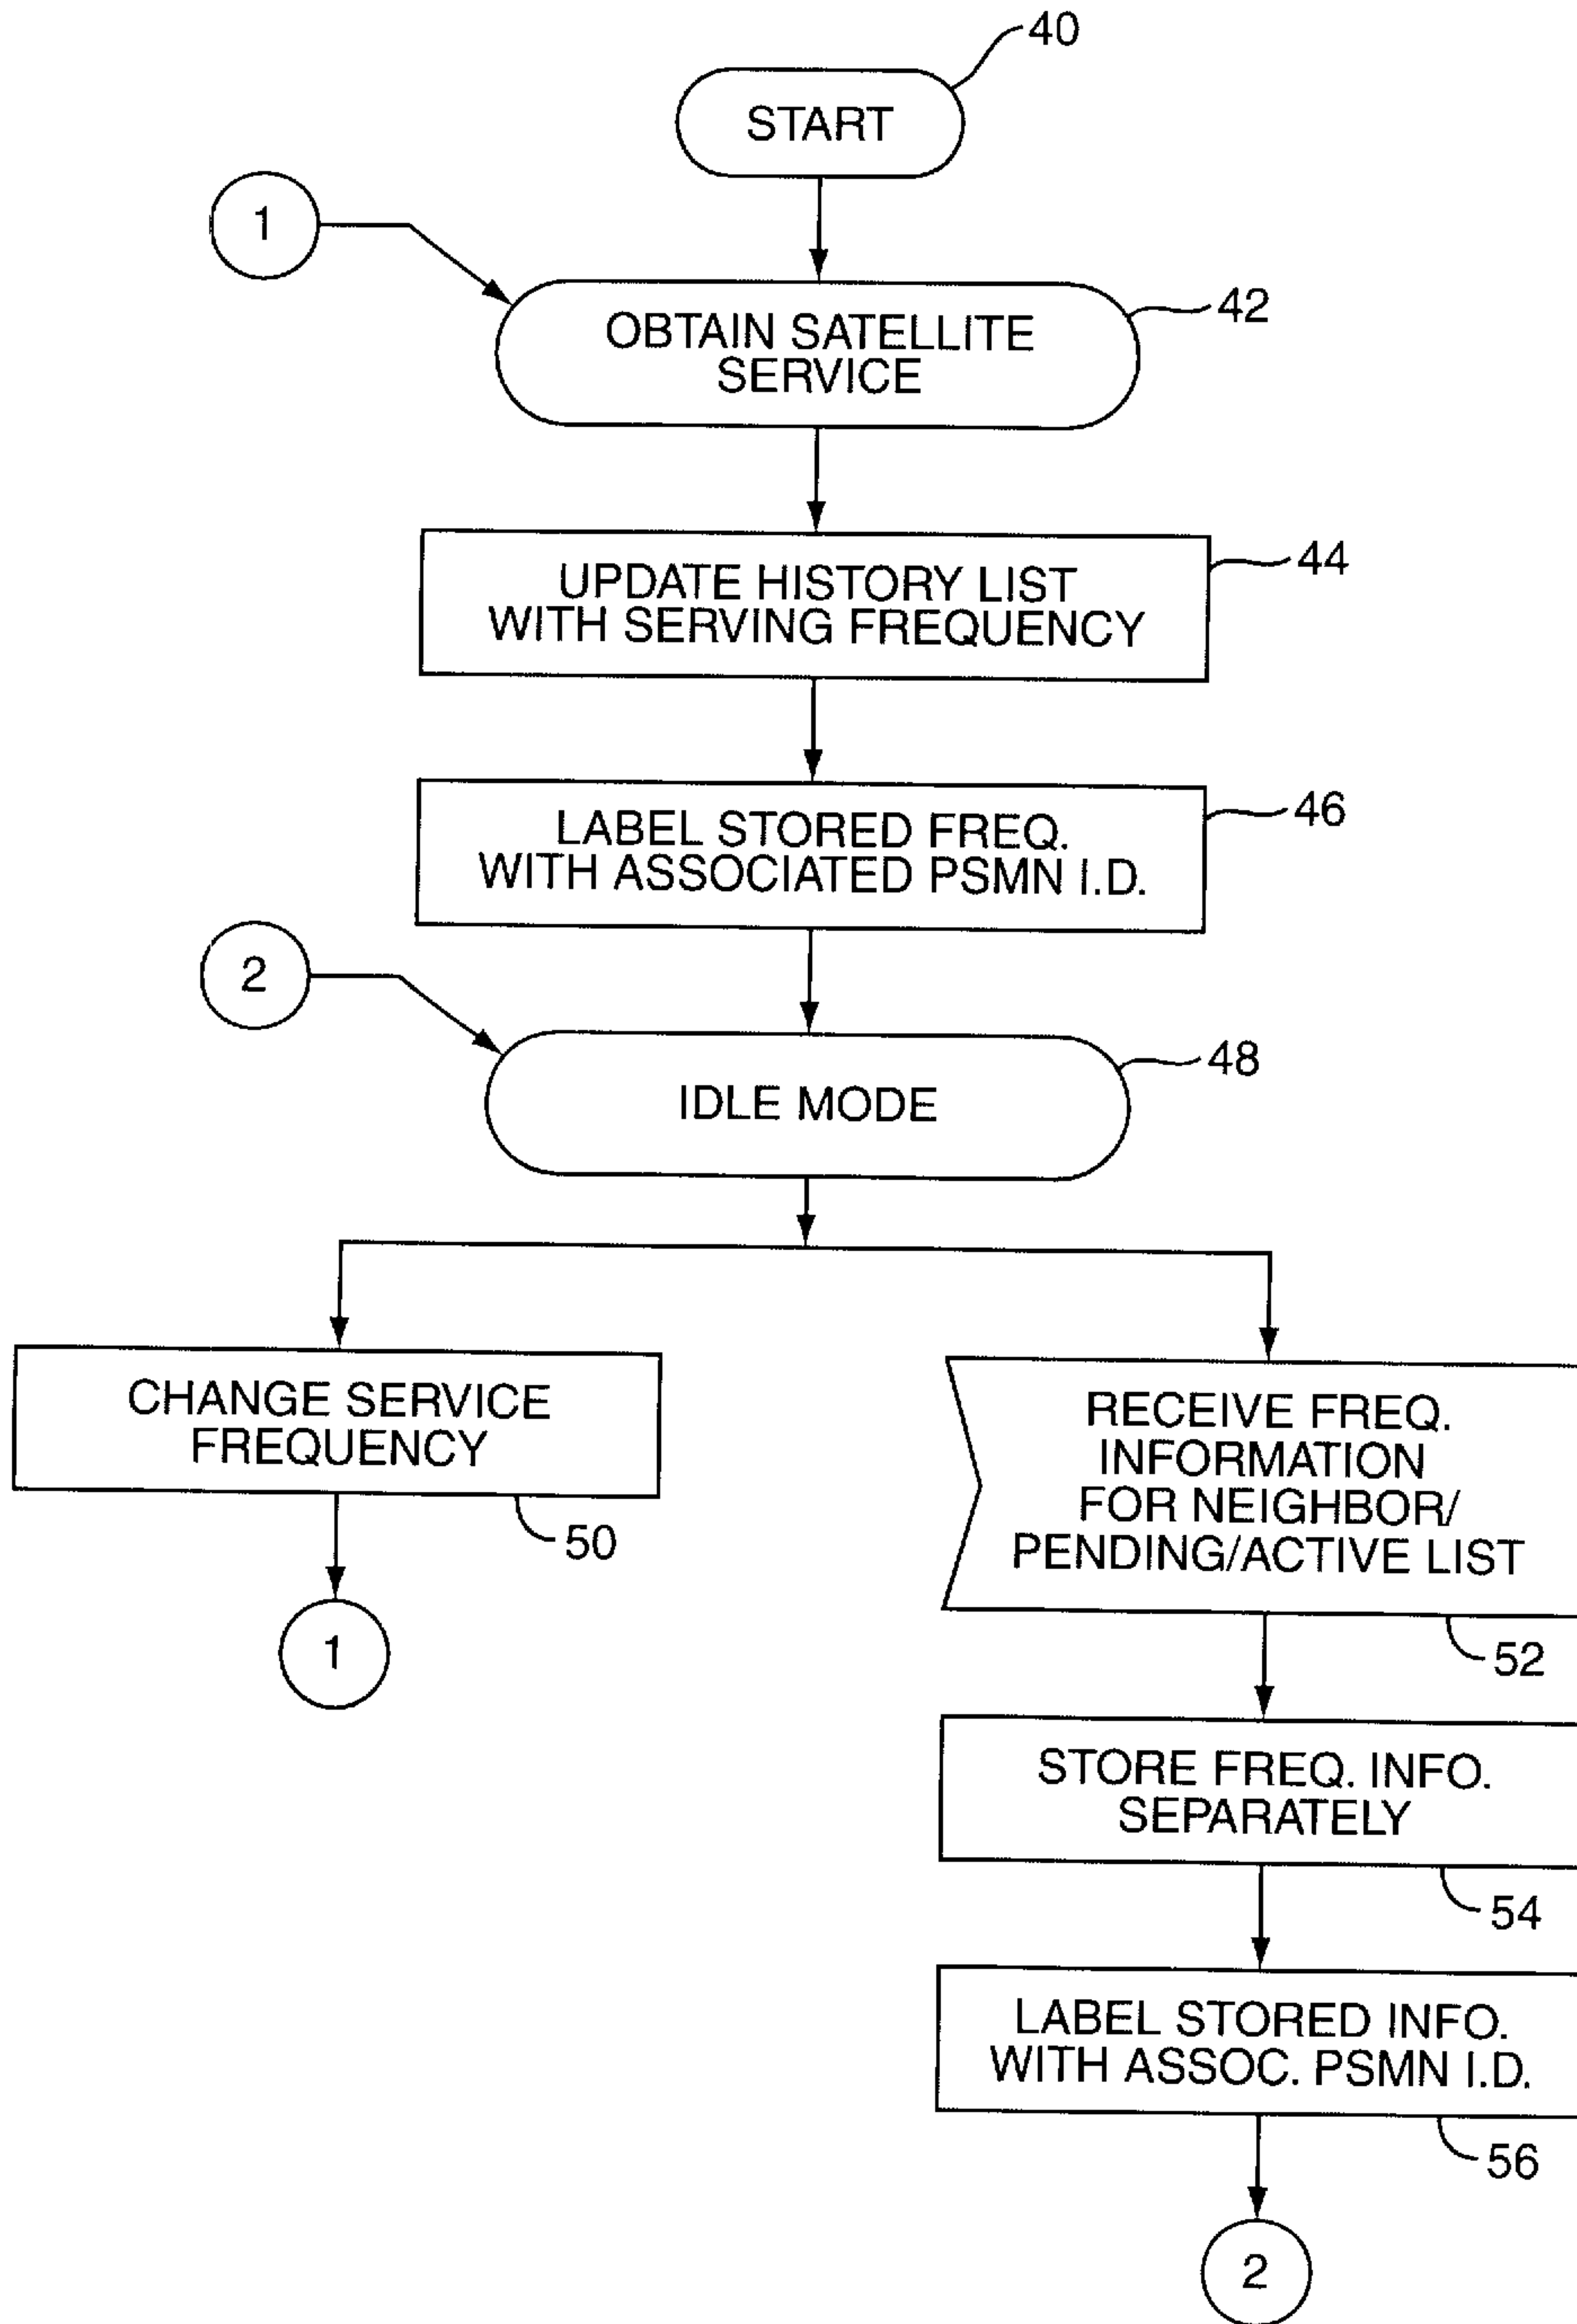 40
START
1
42
OBTAIN SATELLITE
SERVICE
44
UPDATE HISTORY LIST
WITH SERVING FREQUENCY
46
LABEL STORED FREQ.
WITH ASSOCIATED PSMN I.D.
2
48
IDLE MODE
CHANGE SERVICE
FREQUENCY
50
1
RECEIVE FREQ.
INFORMATION
FOR NEIGHBOR/
PENDING/ACTIVE LIST
52
STORE FREQ. INFO.
SEPARATELY
54
LABEL STORED INFO.
WITH ASSOC. PSMN I.D.
56
2